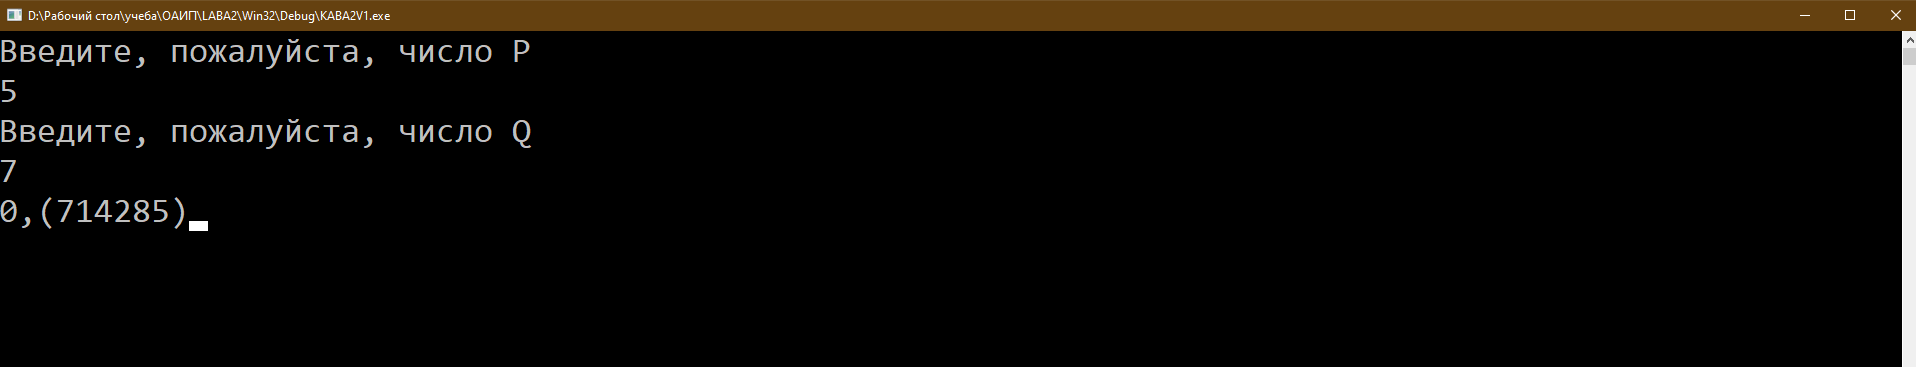 D:\Рабочий стол\учеба\ОАИП\LABA2\Win32\Debug\KABA2V1.exe
Введите, пожалуйста, число P
5
Введите, пожалуйста, число Q
7
0,(714285)